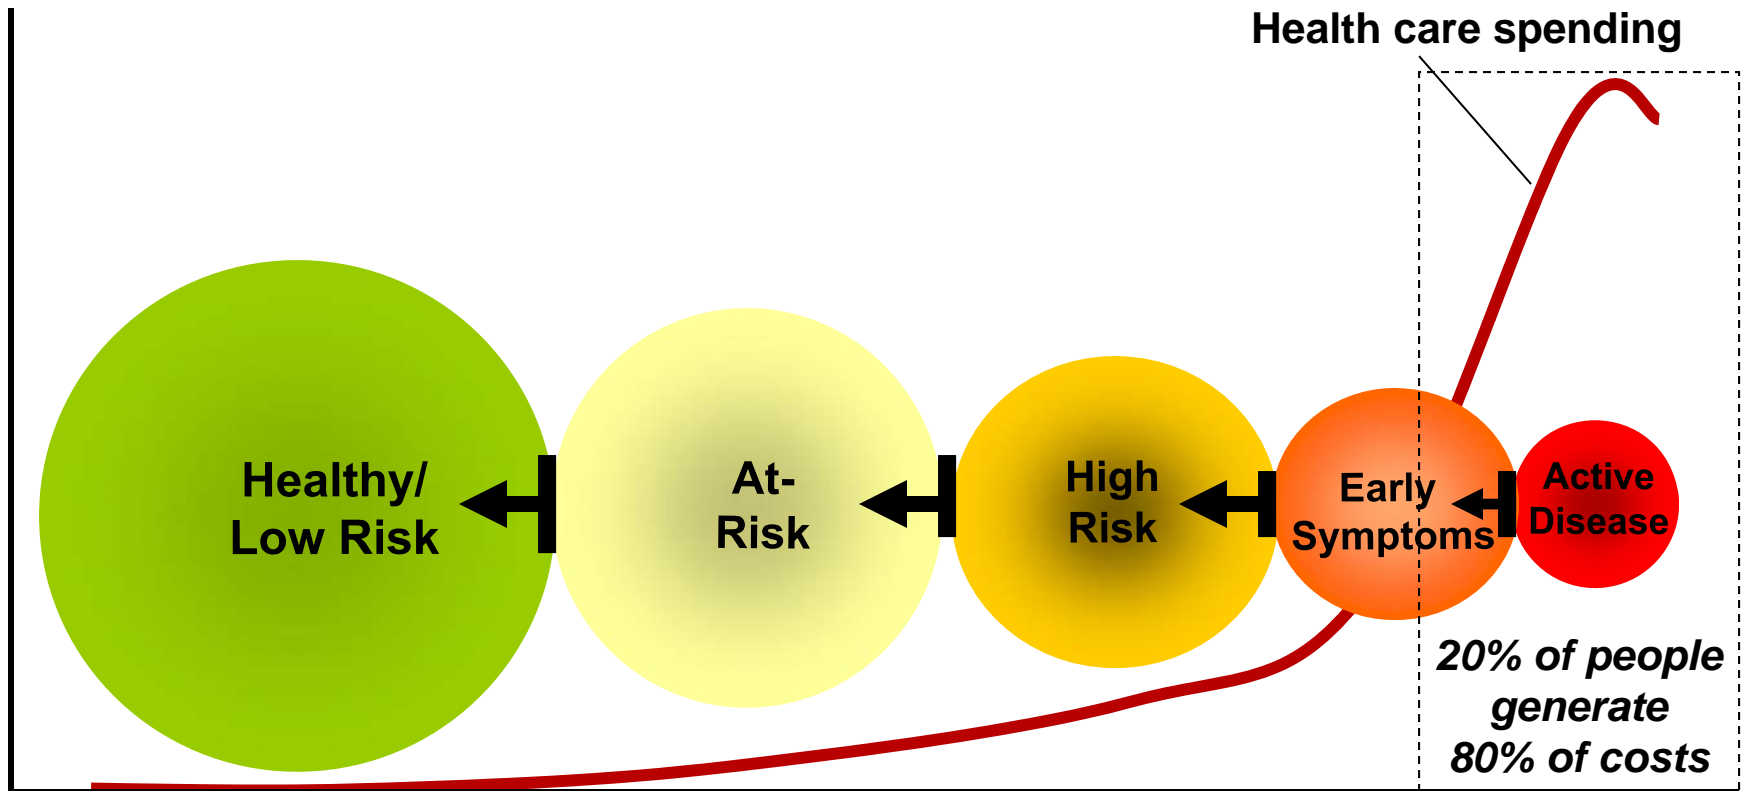 Health care spending
Healthy/
Low Risk
At-
Risk
High
Risk
Early
Symptoms
Active
Disease
20% of people
generate
80% of costs